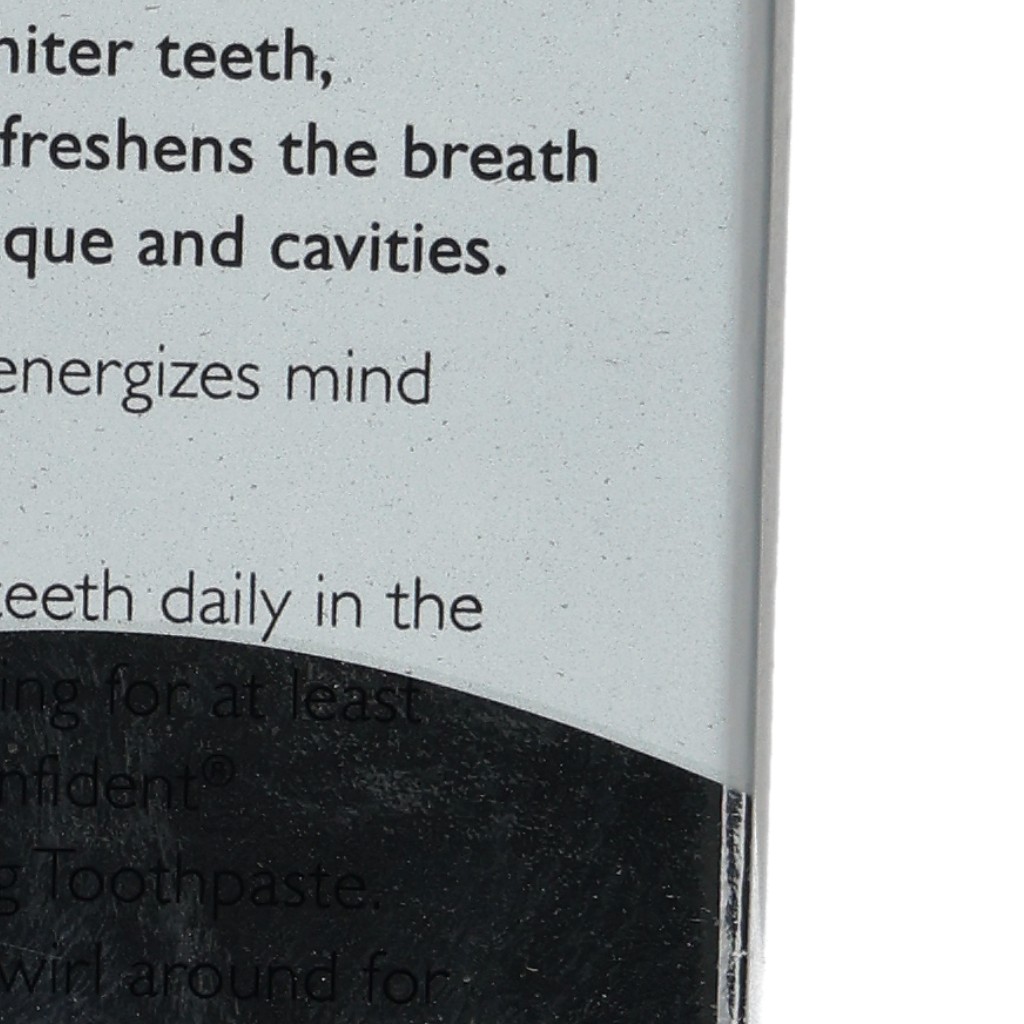 hiter teeth,
freshens the breath
que and cavities.
energizes mind
teeth daily in the
ing for at least
nfident®
g Toothpaste.
wirl around for